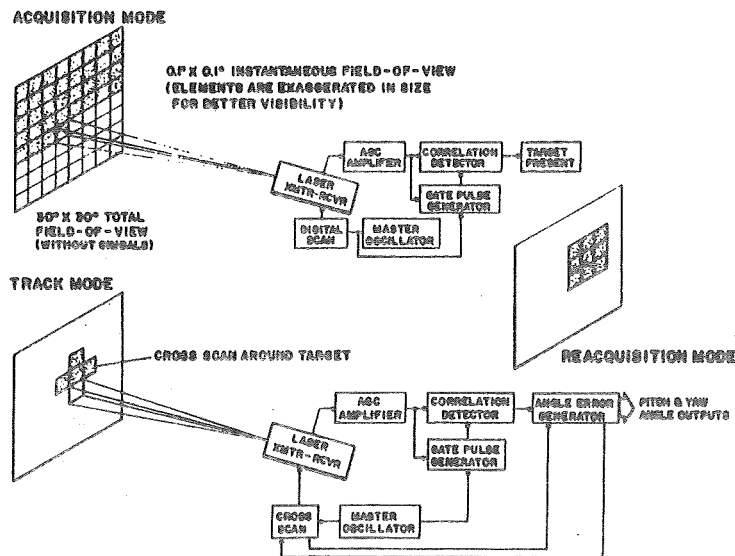 ACQUISITION MODE
0.1° X 0.1° INSTANTANEOUS FIELD-OF-VIEW
(ELEMENTS ARE EXAGGERATED IN SIZE
FOR BETTER VISIBILITY)
AGC
AMPLIFER
CORRELATION
DETECTOR
TARGET
PRESENT
LASER
XMTR-RCVR
GATE PULSE
GENERATOR
DIGITAL
SCAN
MASTER
OSCILLATOR
30° X 30° TOTAL
FIELD-OF-VIEW
(WITHOUT GIMBALS)
TRACK MODE
CROSS SCAN AROUND TARGET
REACQUISITION MODE
AGC
AMPLIFIER
CORRELATION
DETECTOR
ANGLE ERROR
GENERATOR
PITCH & YAW
ANGLE OUTPUTS
LASER
XMTR-RCVR
GATE PULSE
GENERATOR
CROSS
SCAN
MASTER
OSCILLATOR